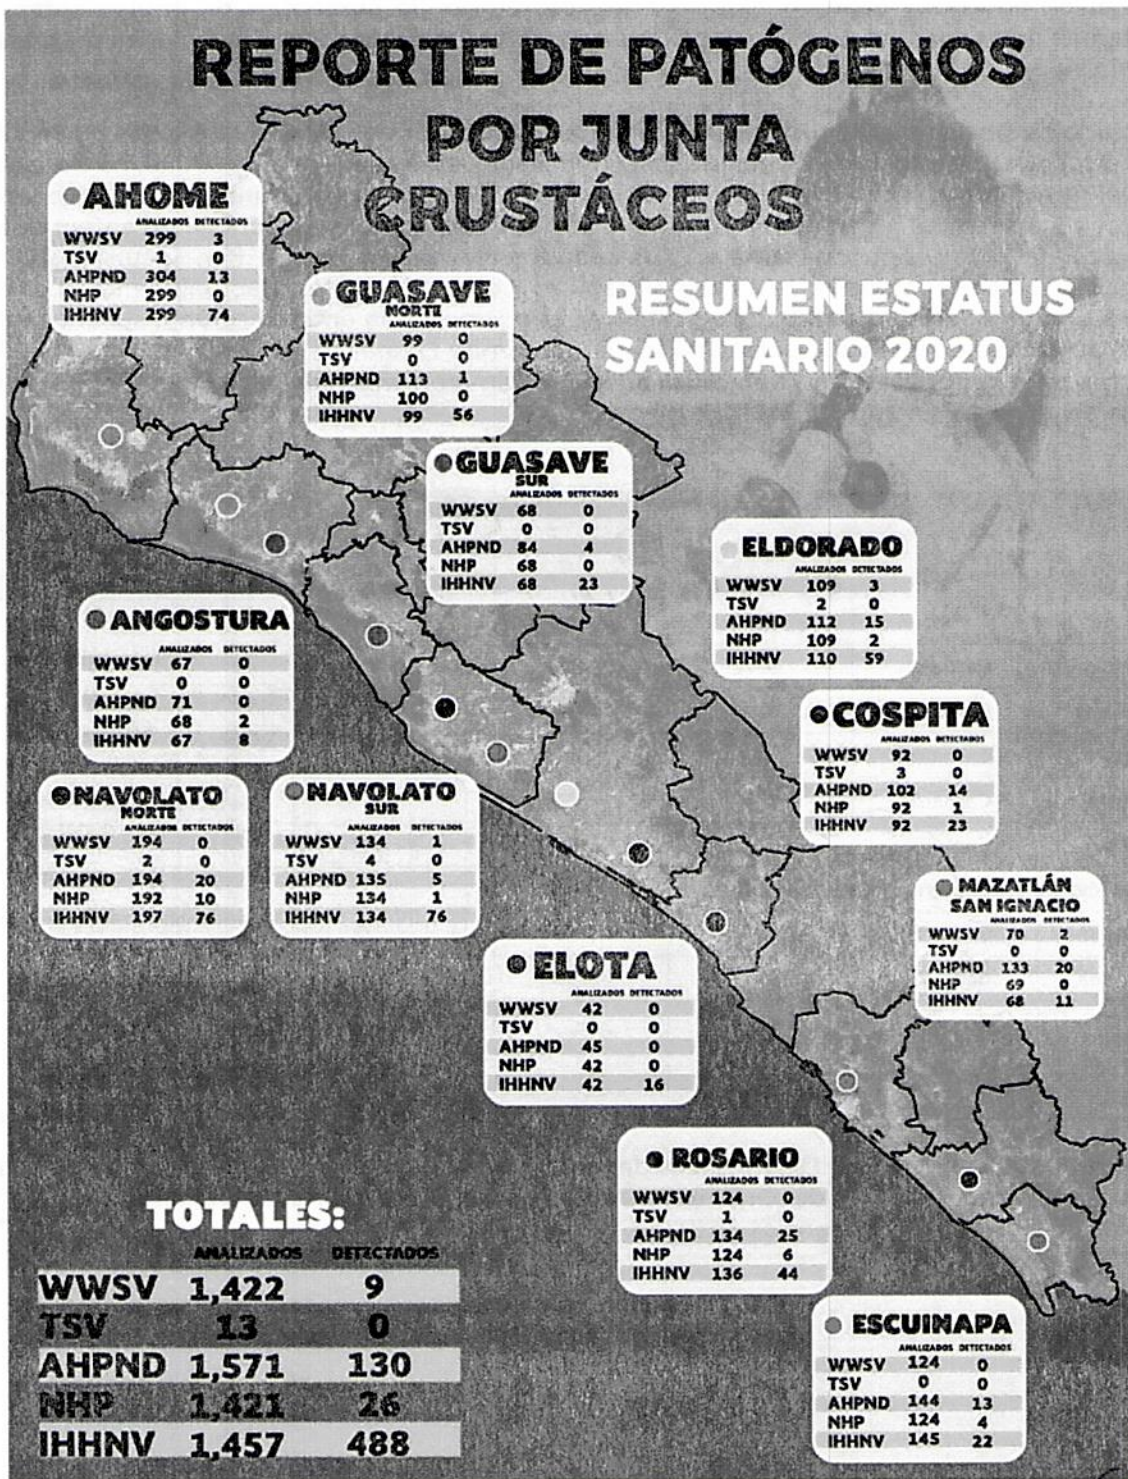 REPORTE DE PATÓGENOS
POR JUNTA
CRUSTÁCEOS
RESUMEN ESTATUS
SANITARIO 2020
AHOME
ANALIZADOS DETECTADOS
WWSV 299 3
TSV 1 0
AHPND 304 13
NHP 299 0
IHHNV 299 74
GUASAVE
NORTE
ANALIZADOS DETECTADOS
WWSV 99 0
TSV 0 0
AHPND 113 1
NHP 100 0
IHHNV 99 56
GUASAVE
SUR
ANALIZADOS DETECTADOS
WWSV 68 0
TSV 0 0
AHPND 84 4
NHP 68 0
IHHNV 68 23
ELDORADO
ANALIZADOS DETECTADOS
WWSV 109 3
TSV 2 0
AHPND 112 15
NHP 109 2
IHHNV 110 59
ANGOSTURA
ANALIZADOS DETECTADOS
WWSV 67 0
TSV 0 0
AHPND 71 0
NHP 68 2
IHHNV 67 8
COSPITA
ANALIZADOS DETECTADOS
WWSV 92 0
TSV 3 0
AHPND 102 14
NHP 92 1
IHHNV 92 23
NAVOLATO
NORTE
ANALIZADOS DETECTADOS
WWSV 194 0
TSV 2 0
AHPND 194 20
NHP 192 10
IHHNV 197 76
NAVOLATO
SUR
ANALIZADOS DETECTADOS
WWSV 134 1
TSV 4 0
AHPND 135 5
NHP 134 1
IHHNV 134 76
MAZATLÁN
SAN IGNACIO
ANALIZADOS DETECTADOS
WWSV 70 2
TSV 0 0
AHPND 133 20
NHP 69 0
IHHNV 68 11
ELOTA
ANALIZADOS DETECTADOS
WWSV 42 0
TSV 0 0
AHPND 45 0
NHP 42 0
IHHNV 42 16
ROSARIO
ANALIZADOS DETECTADOS
WWSV 124 0
TSV 1 0
AHPND 134 25
NHP 124 6
IHHNV 136 44
ESCUINAPA
ANALIZADOS DETECTADOS
WWSV 124 0
TSV 0 0
AHPND 144 13
NHP 124 4
IHHNV 145 22
TOTALES:
ANALIZADOS DETECTADOS
WWSV 1,422 9
TSV 13 0
AHPND 1,571 130
NHP 1,421 26
IHHNV 1,457 488